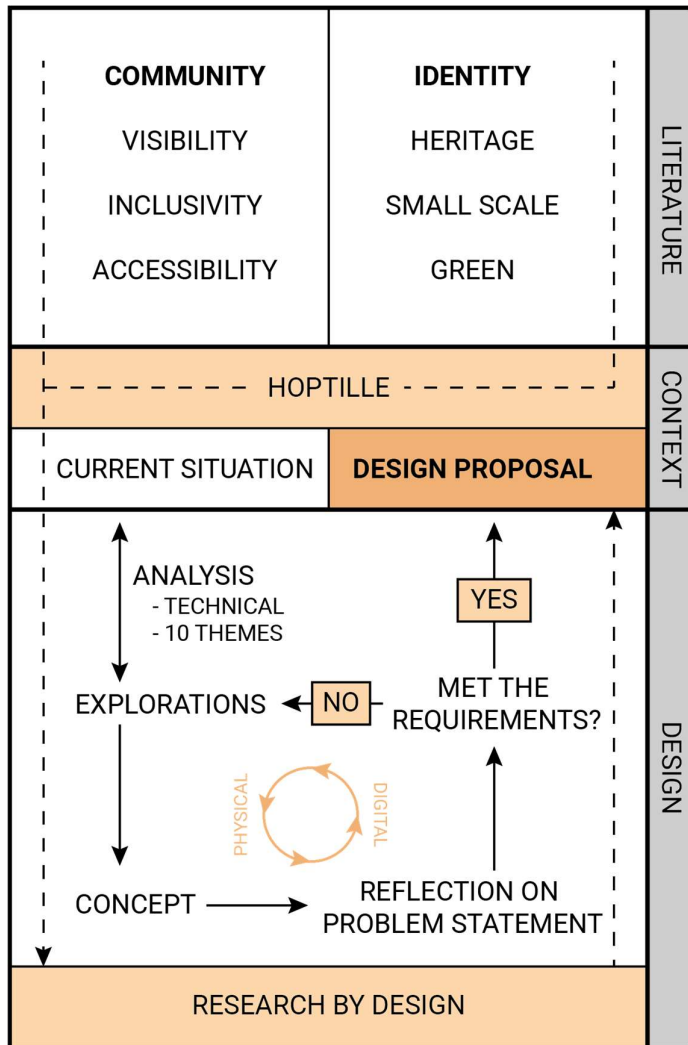 COMMUNITY
VISIBILITY
INCLUSIVITY
ACCESSIBILITY
IDENTITY
HERITAGE
SMALL SCALE
GREEN
LITERATURE
HOPTILLE
CURRENT SITUATION
DESIGN PROPOSAL
CONTEXT
ANALYSIS
- TECHNICAL
- 10 THEMES
YES
EXPLORATIONS
NO
MET THE
REQUIREMENTS?
PHYSICAL
DIGITAL
CONCEPT
REFLECTION ON
PROBLEM STATEMENT
DESIGN
RESEARCH BY DESIGN